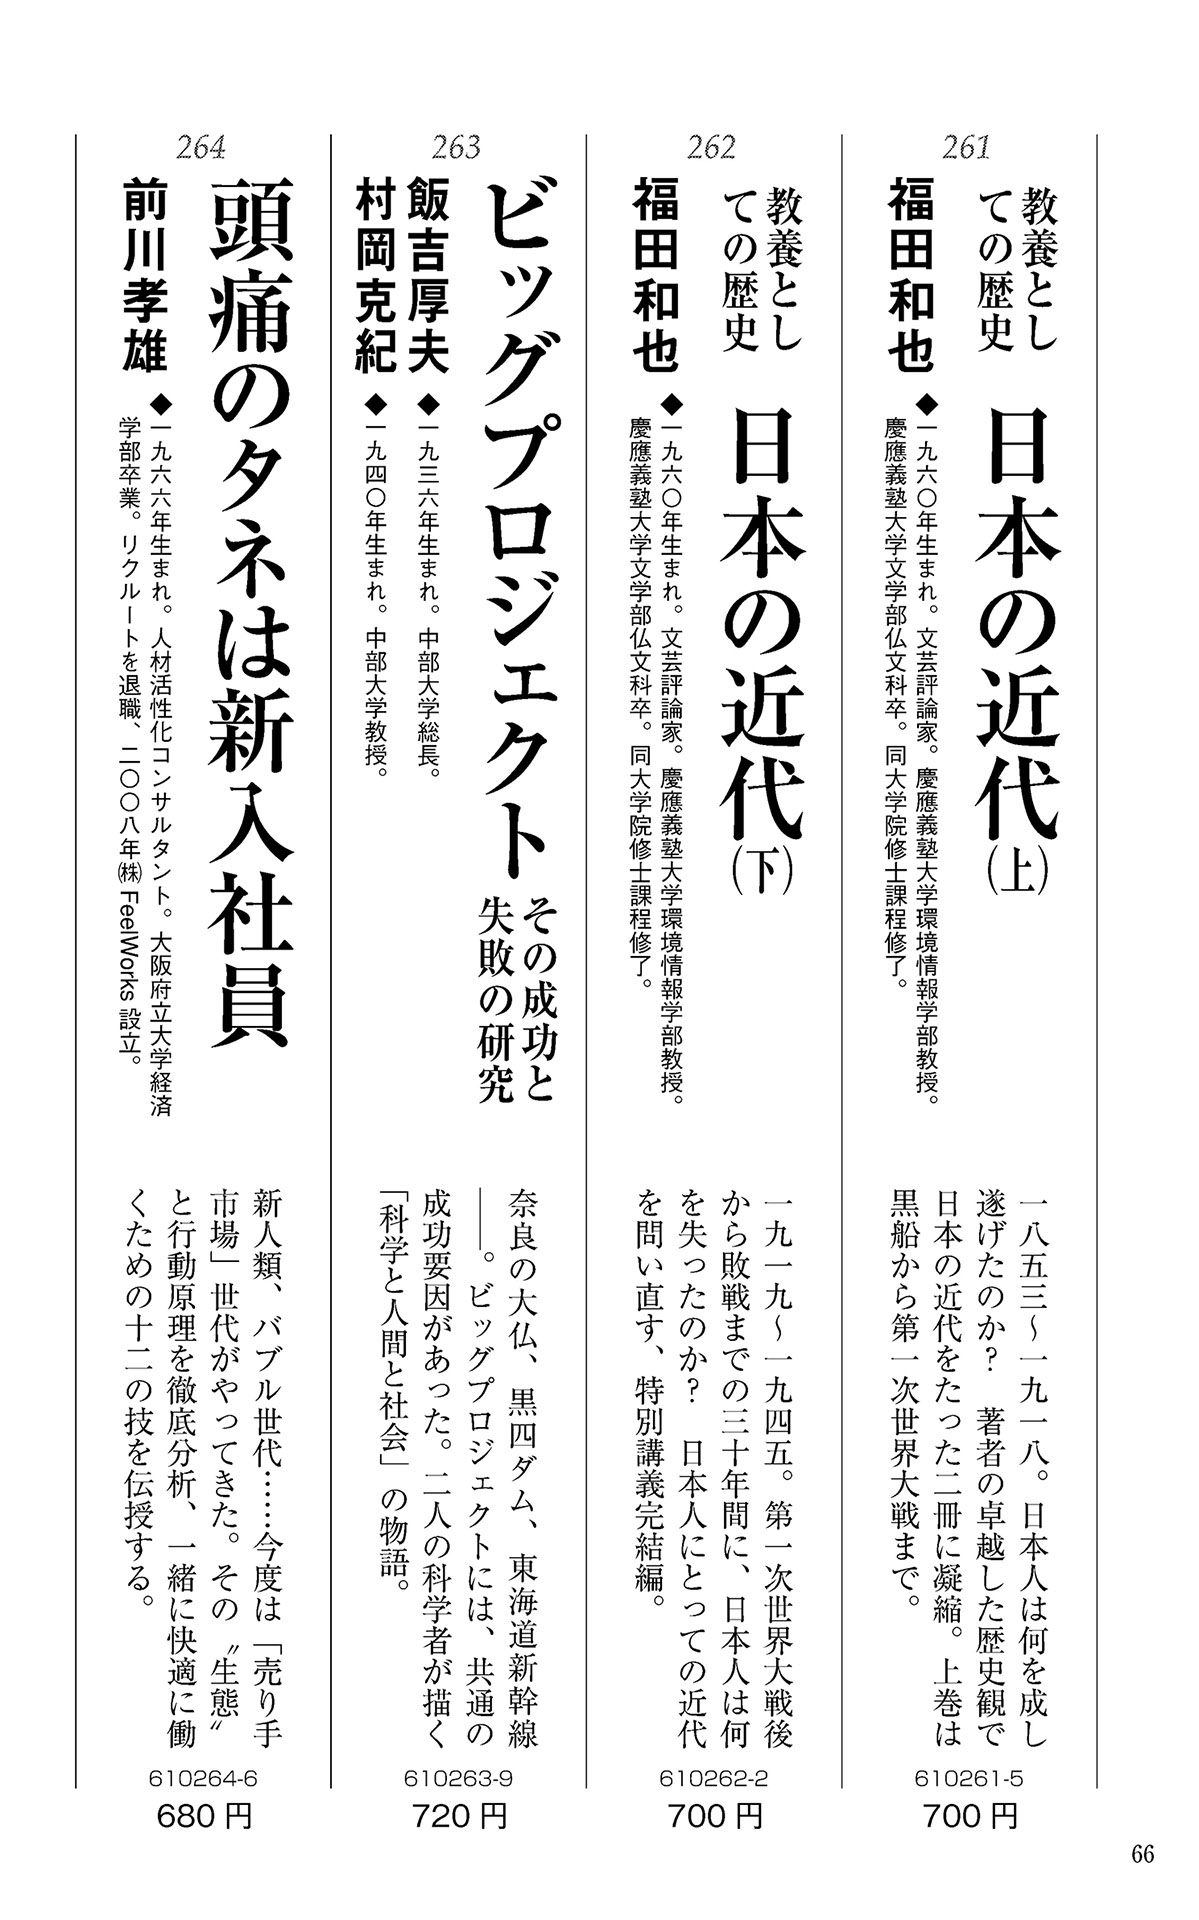 261
教養とし
ての歴史
日本の近代(上)
福田和也
◆一九六〇年生まれ。文芸評論家。慶應義塾大学環境情報学部教授。
慶應義塾大学文学部仏文科卒。同大学院修士課程修了。
一八五三〜一九一八。日本人は何を成し
遂げたのか? 著者の卓越した歴史観で
日本の近代をたった二冊に凝縮。上巻は
黒船から第一次世界大戦まで。
610261-5
700円
262
教養とし
ての歴史
日本の近代(下)
福田和也
◆一九六〇年生まれ。文芸評論家。慶應義塾大学環境情報学部教授。
慶應義塾大学文学部仏文科卒。同大学院修士課程修了。
一九一九〜一九四五。第一次世界大戦後
から敗戦までの三十年間に、日本人は何
を失ったのか? 日本人にとっての近代
を問い直す、特別講義完結編。
610262-2
700円
263
ビッグプロジェクト
その成功と
失敗の研究
飯吉厚夫
◆一九三六年生まれ。中部大学総長。
村岡克紀
◆一九四〇年生まれ。中部大学教授。
奈良の大仏、黒四ダム、東海道新幹線
――。ビッグプロジェクトには、共通の
成功要因があった。二人の科学者が描く
「科学と人間と社会」の物語。
610263-9
720円
264
頭痛のタネは新入社員
前川孝雄
◆一九六六年生まれ。人材活性化コンサルタント。大阪府立大学経済
学部卒業。リクルートを退職、二〇〇八年㈱FeelWorks設立。
新人類、バブル世代……今度は「売り手
市場」世代がやってきた。その〝生態〟
と行動原理を徹底分析、一緒に快適に働
くための十二の技を伝授する。
610264-6
680円
66